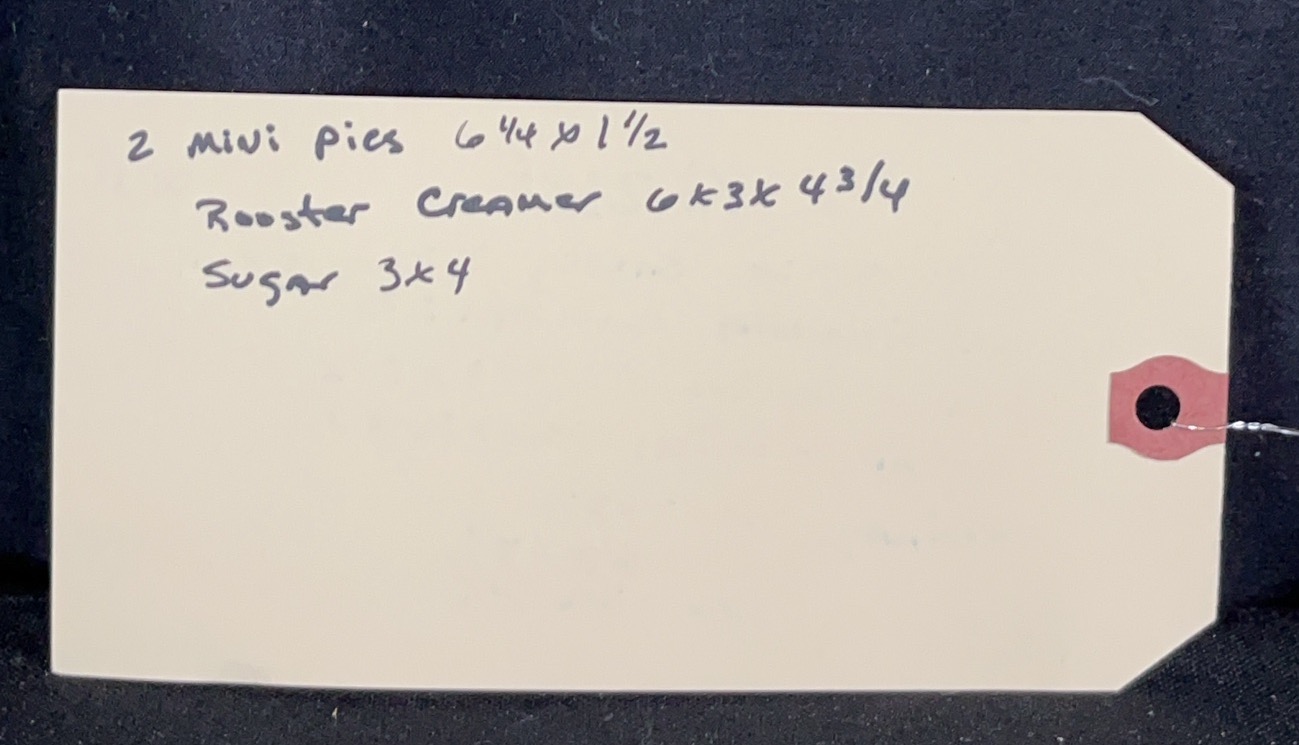 2 Mini Pies 6 1/4 x 1 1/2
Rooster Creamer 6x3x 4 3/4
Sugar 3x4